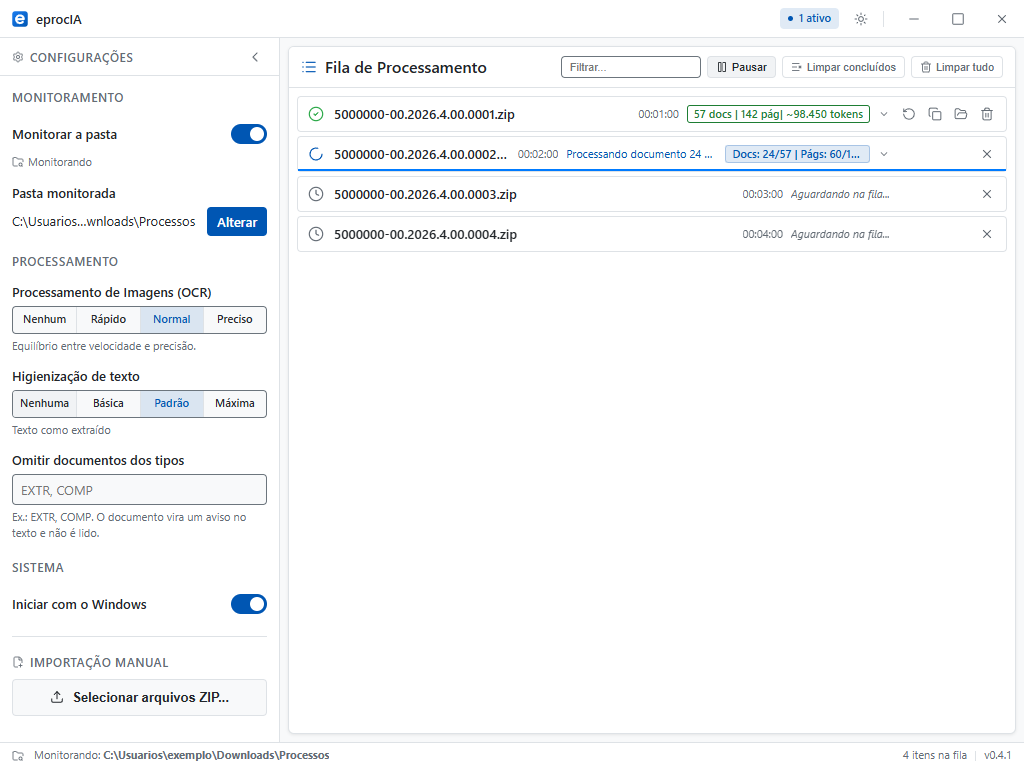 eprocIA
1 ativo
CONFIGURAÇÕES
MONITORAMENTO
Monitorar a pasta
Monitorando
Pasta monitorada
C:\Usuarios...wnloads\Processos
Alterar
PROCESSAMENTO
Processamento de Imagens (OCR)
Nenhum Rápido Normal Preciso
Equilíbrio entre velocidade e precisão.
Higienização de texto
Nenhuma Básica Padrão Máxima
Texto como extraído
Omitir documentos dos tipos
EXTR, COMP
Ex.: EXTR, COMP. O documento vira um aviso no
texto e não é lido.
SISTEMA
Iniciar com o Windows
IMPORTAÇÃO MANUAL
Selecionar arquivos ZIP...
Fila de Processamento
Filtrar...
Pausar
Limpar concluídos
Limpar tudo
5000000-00.2026.4.00.0001.zip 00:01:00 57 docs | 142 pág| ~98.450 tokens
5000000-00.2026.4.00.0002... 00:02:00 Processando documento 24 ... Docs: 24/57 | Págs: 60/1...
5000000-00.2026.4.00.0003.zip 00:03:00 Aguardando na fila...
5000000-00.2026.4.00.0004.zip 00:04:00 Aguardando na fila...
Monitorando: C:\Usuarios\exemplo\Downloads\Processos
4 itens na fila
v0.4.1